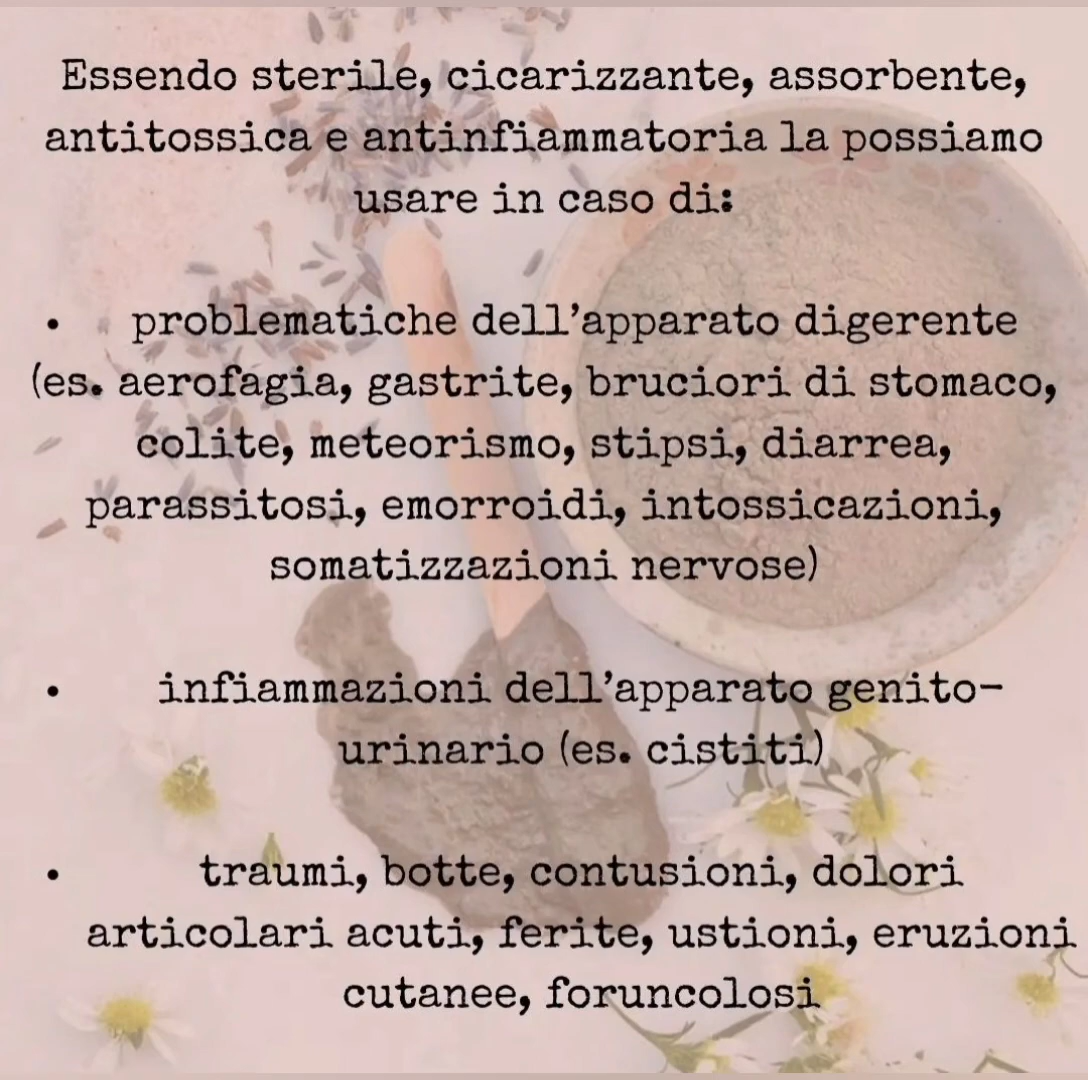 Essendo sterile, cicarizzante, assorbente,
antitossica e antinfiammatoria la possiamo
usare in caso di:
• problematiche dell'apparato digerente
(es. aerofagia, gastrite, bruciori di stomaco,
colite, meteorismo, stipsi, diarrea,
parassitosi, emorroidi, intossicazioni,
somatizzazioni nervose)
• infiammazioni dell'apparato genito-
urinario (es. cistiti)
• traumi, botte, contusioni, dolori
articolari acuti, ferite, ustioni, eruzioni
cutanee, foruncolosi